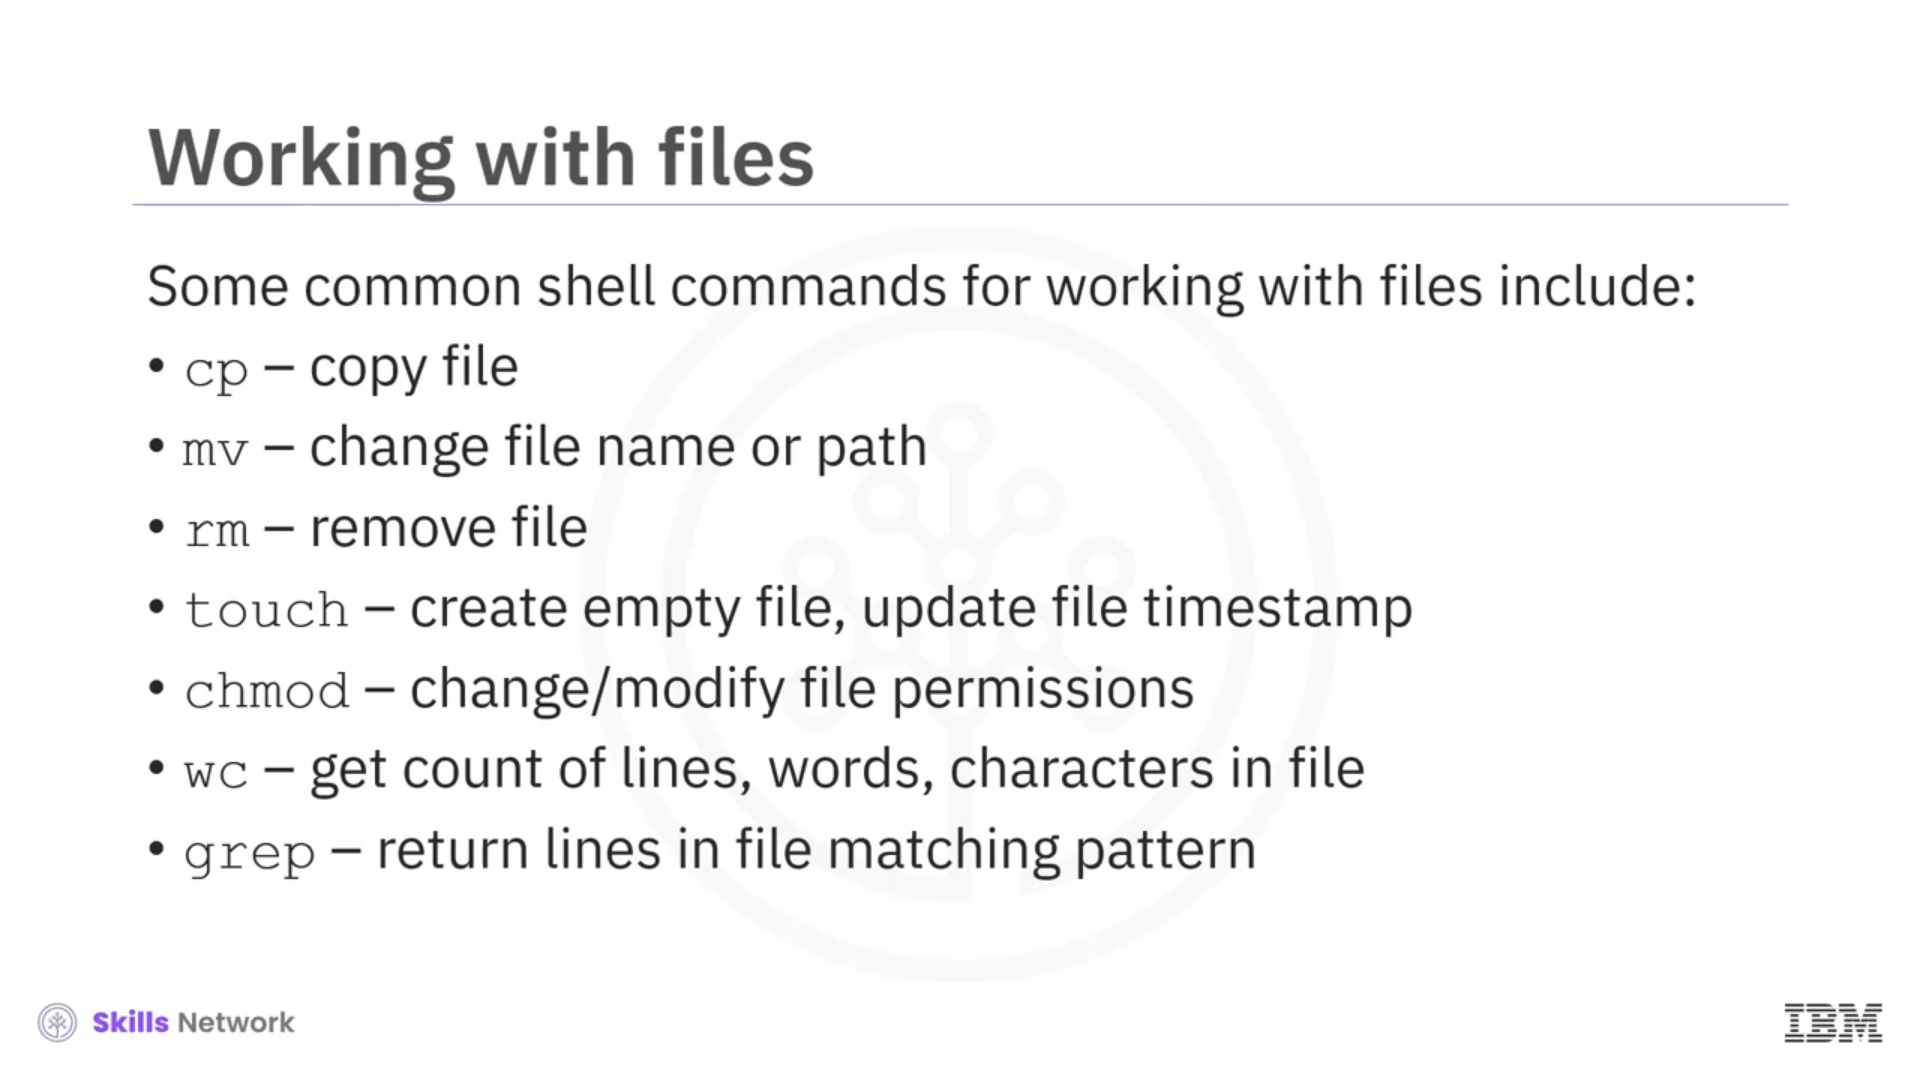 Working with files
Some common shell commands for working with files include:
• cp – copy file
• mv – change file name or path
• rm – remove file
• touch – create empty file, update file timestamp
• chmod – change/modify file permissions
• wc – get count of lines, words, characters in file
• grep – return lines in file matching pattern
Skills Network
IBM